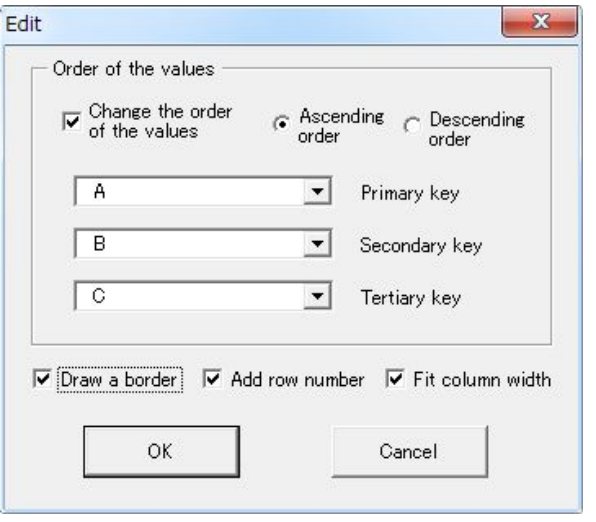 Edit
Order of the values
Change the order
of the values
Ascending
order
Descending
order
A
Primary key
B
Secondary key
C
Tertiary key
Draw a border
Add row number
Fit column width
OK
Cancel